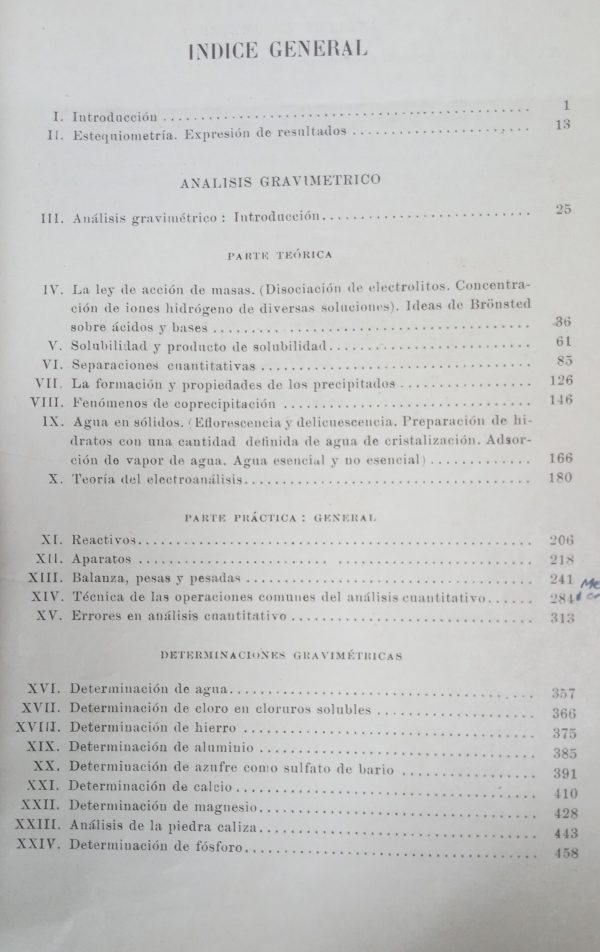 INDICE GENERAL
I. Introducción 1
II. Estequiometría. Expresión de resultados 13
ANALISIS GRAVIMETRICO
III. Análisis gravimétrico : Introducción 25
PARTE TEÓRICA
IV. La ley de acción de masas. (Disociación de electrolitos. Concentra-
ción de iones hidrógeno de diversas soluciones). Ideas de Brönsted
sobre ácidos y bases 36
V. Solubilidad y producto de solubilidad 61
VI. Separaciones cuantitativas 85
VII. La formación y propiedades de los precipitados 126
VIII. Fenómenos de coprecipitación 146
IX. Agua en sólidos. (Eflorescencia y delicuescencia. Preparación de hi-
dratos con una cantidad definida de agua de cristalización. Adsor-
ción de vapor de agua. Agua esencial y no esencial) 166
X. Teoría del electroanálisis 180
PARTE PRÁCTICA : GENERAL
XI. Reactivos 206
XII. Aparatos 218
XIII. Balanza, pesas y pesadas 241
XIV. Técnica de las operaciones comunes del análisis cuantitativo 284
XV. Errores en análisis cuantitativo 313
DETERMINACIONES GRAVIMÉTRICAS
XVI. Determinación de agua 357
XVII. Determinación de cloro en cloruros solubles 366
XVIII. Determinación de hierro 375
XIX. Determinación de aluminio 385
XX. Determinación de azufre como sulfato de bario 391
XXI. Determinación de calcio 410
XXII. Determinación de magnesio 428
XXIII. Análisis de la piedra caliza 443
XXIV. Determinación de fósforo 458